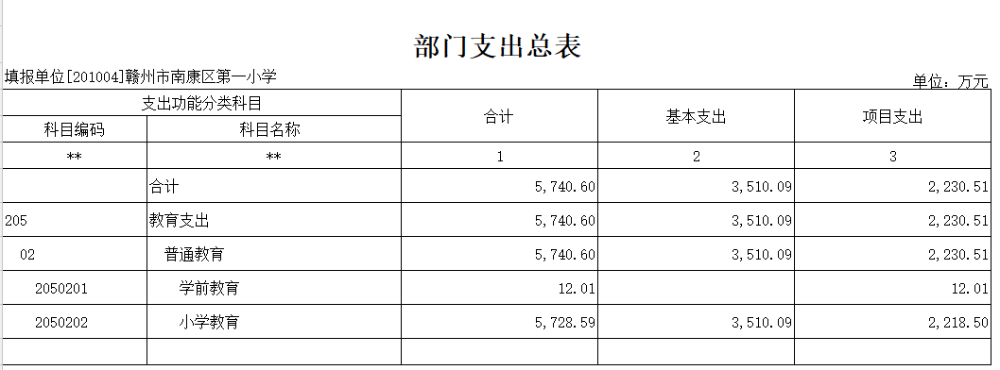 部门支出总表
填报单位[201004]赣州市南康区第一小学 单位：万元
支出功能分类科目 合计 基本支出 项目支出
科目编码 科目名称
** ** 1 2 3
合计 5,740.60 3,510.09 2,230.51
205 教育支出 5,740.60 3,510.09 2,230.51
02 普通教育 5,740.60 3,510.09 2,230.51
2050201 学前教育 12.01 12.01
2050202 小学教育 5,728.59 3,510.09 2,218.50